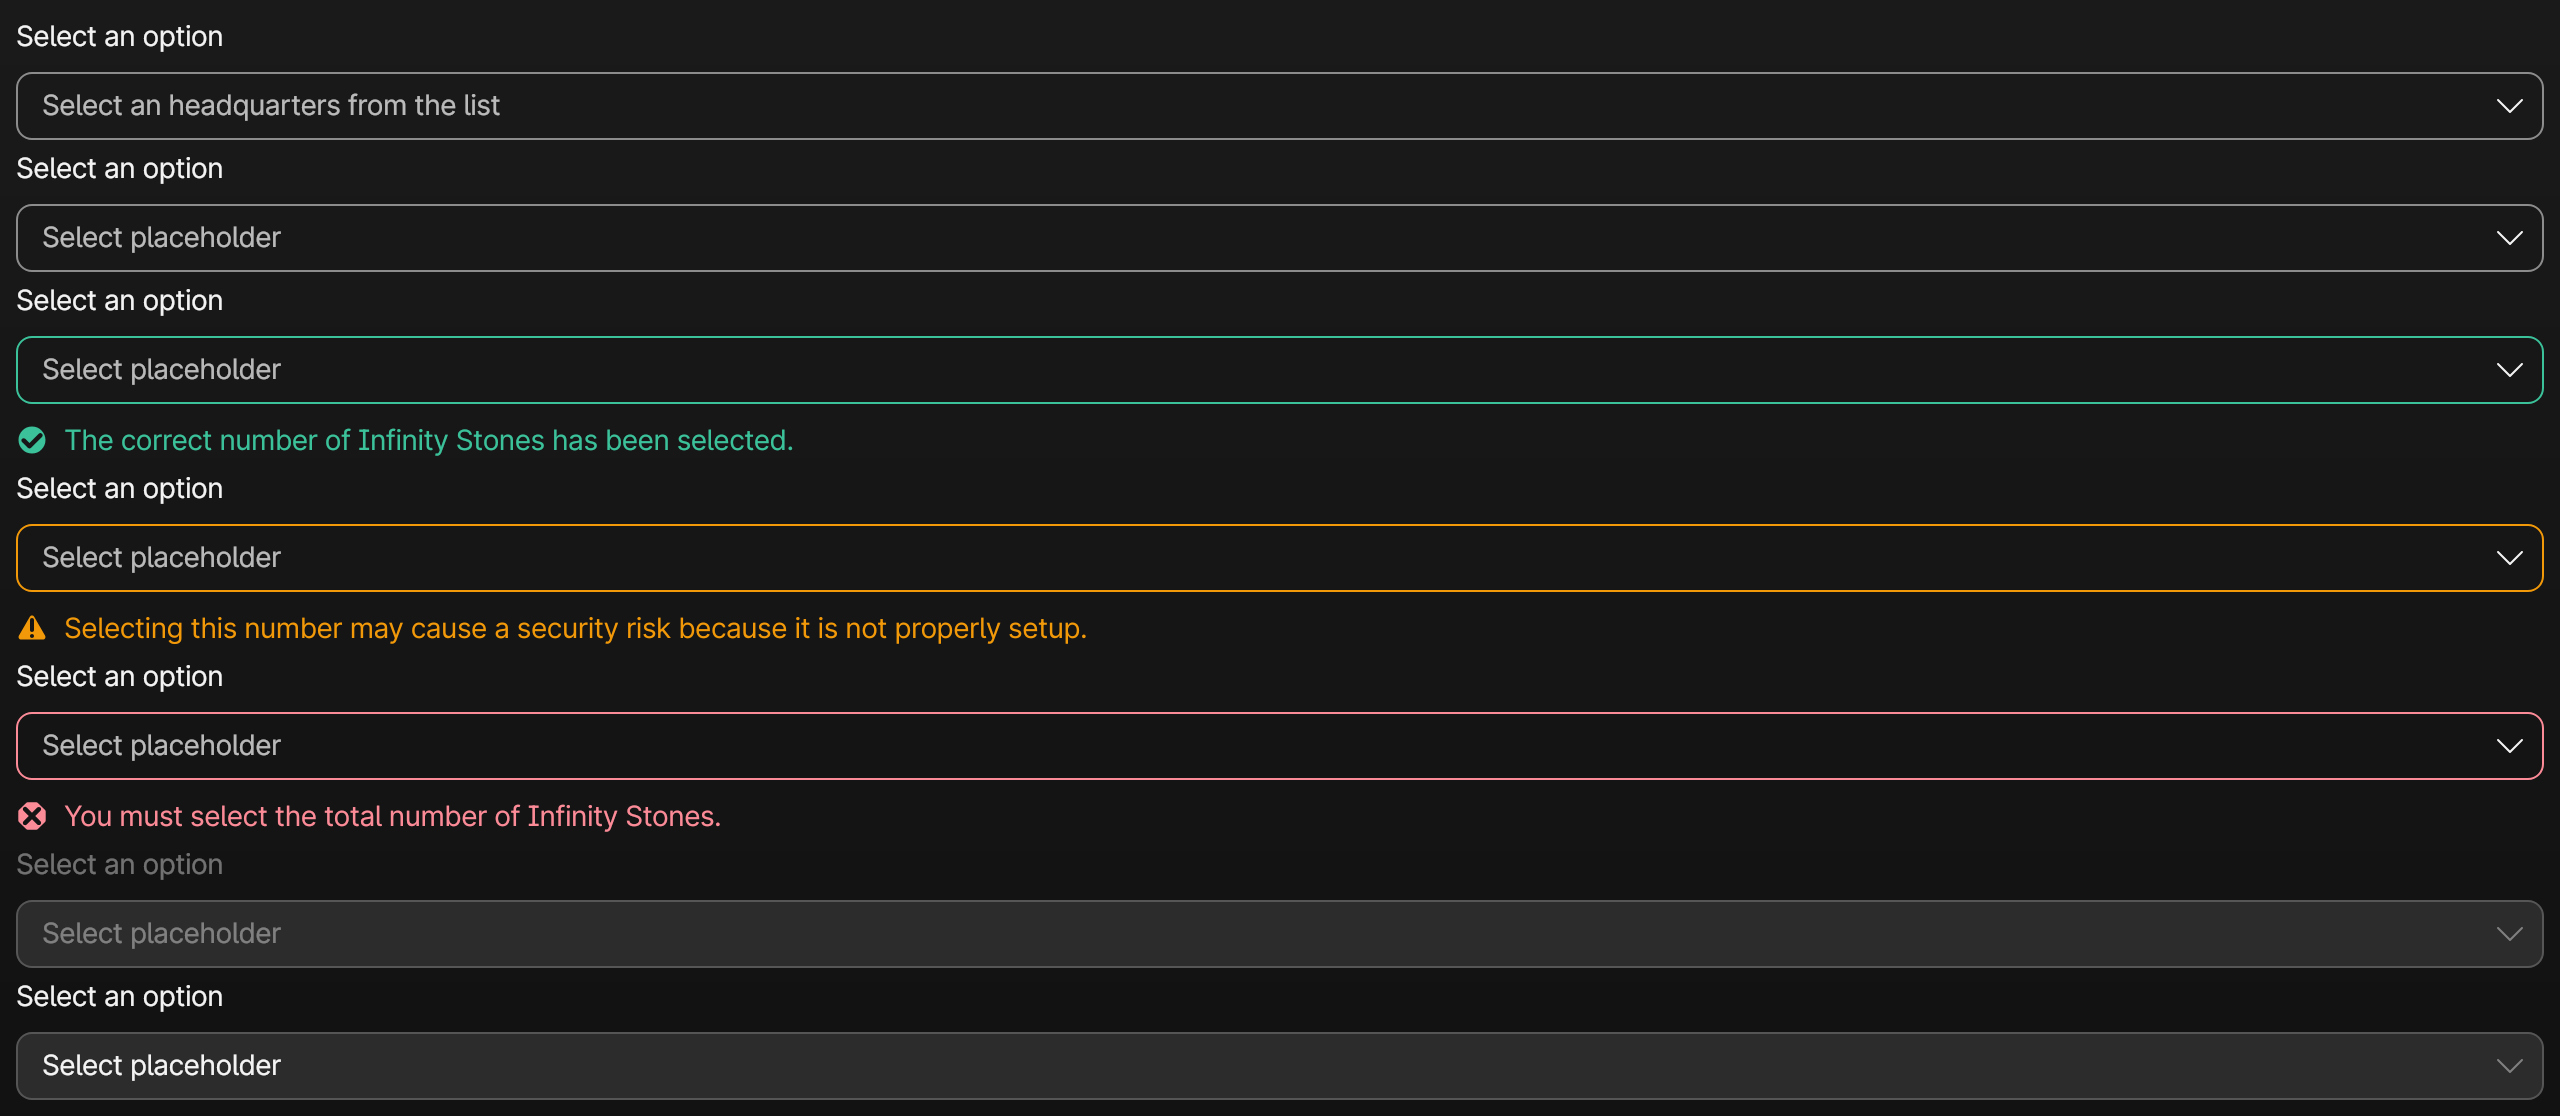 Select an option
Select an headquarters from the list
Select an option
Select placeholder
Select an option
Select placeholder
The correct number of Infinity Stones has been selected.
Select an option
Select placeholder
Selecting this number may cause a security risk because it is not properly setup.
Select an option
Select placeholder
You must select the total number of Infinity Stones.
Select an option
Select placeholder
Select an option
Select placeholder